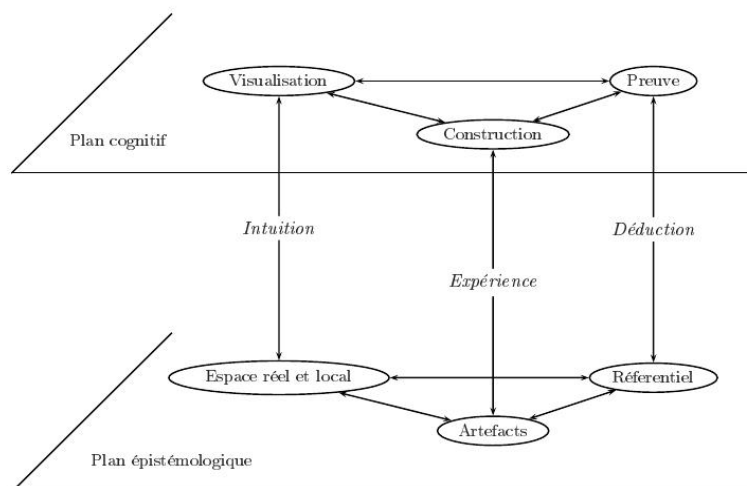 Visualisation
Preuve
Construction
Plan cognitif
Intuition
Déduction
Expérience
Espace réel et local
Réferentiel
Artefacts
Plan épistémologique